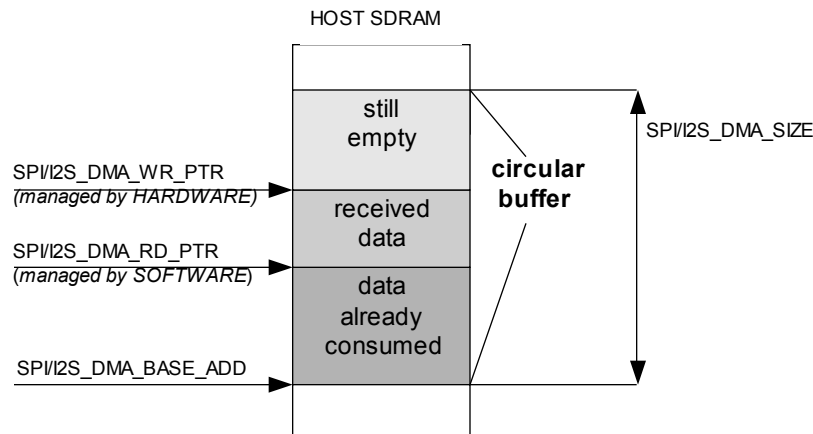 HOST SDRAM
still
empty
SPI/I2S_DMA_SIZE
SPI/I2S_DMA_WR_PTR
(managed by HARDWARE)
circular
buffer
received
data
SPI/I2S_DMA_RD_PTR
(managed by SOFTWARE)
data
already
consumed
SPI/I2S_DMA_BASE_ADD